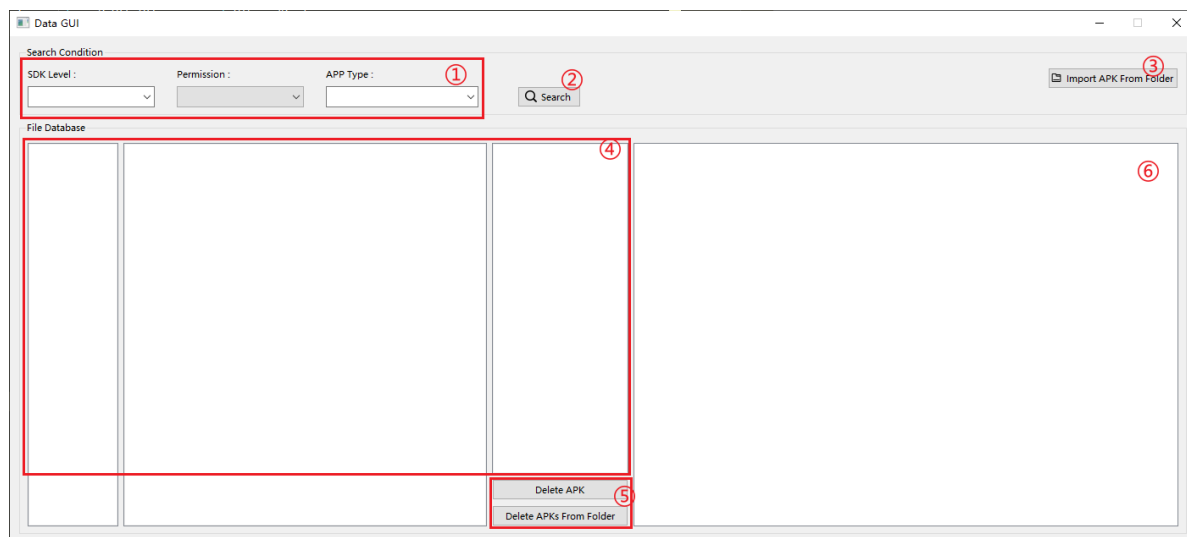 Data GUI
Search Condition
SDK Level :
Permission :
APP Type :
①
② Search
③ Import APK From Folder
File Database
④
⑥
Delete APK
⑤
Delete APKs From Folder